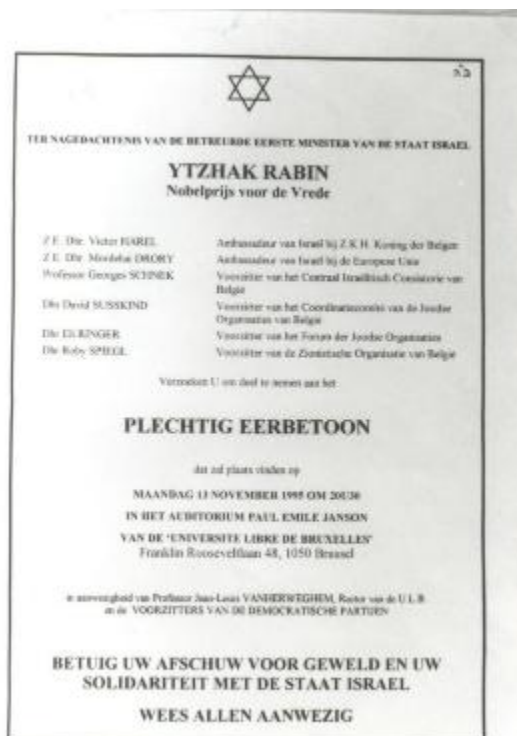 ב"ה
TER NAGEDACHTENIS VAN DE BETREURDE EERSTE MINISTER VAN DE STAAT ISRAEL
YTZHAK RABIN
Nobelprijs voor de Vrede
Z.E. Dhr. Victor HAREL Ambassadeur van Israël bij Z.K.H. Koning der Belgen
Z.E. Dhr. Mordehai DRORY Ambassadeur van Israël bij de Europese Unie
Professor Georges SCHNEK Voorzitter van het Centraal Israëlitisch Consistorie van
België
Dhr David SUSSKIND Voorzitter van het Coordinatiecomité van de Joodse
Organisaties van België
Dhr ELRINGER Voorzitter van het Forum der Joodse Organisaties
Dhr Roby SPIEGL Voorzitter van de Zionistische Organisatie van België
Verzoeken U om deel te nemen aan het
PLECHTIG EERBETOON
dat zal plaats vinden op
MAANDAG 13 NOVEMBER 1995 OM 20U30
IN HET AUDITORIUM PAUL EMILE JANSON
VAN DE 'UNIVERSITE LIBRE DE BRUXELLES'
Franklin Rooseveltlaan 48, 1050 Brussel
in aanwezigheid van Professor Jean-Louis VANHERWEGHEM, Rector van de U.L.B.
en de VOORZITTERS VAN DE DEMOCRATISCHE PARTIJEN
BETUIG UW AFSCHUW VOOR GEWELD EN UW
SOLIDARITEIT MET DE STAAT ISRAEL
WEES ALLEN AANWEZIG